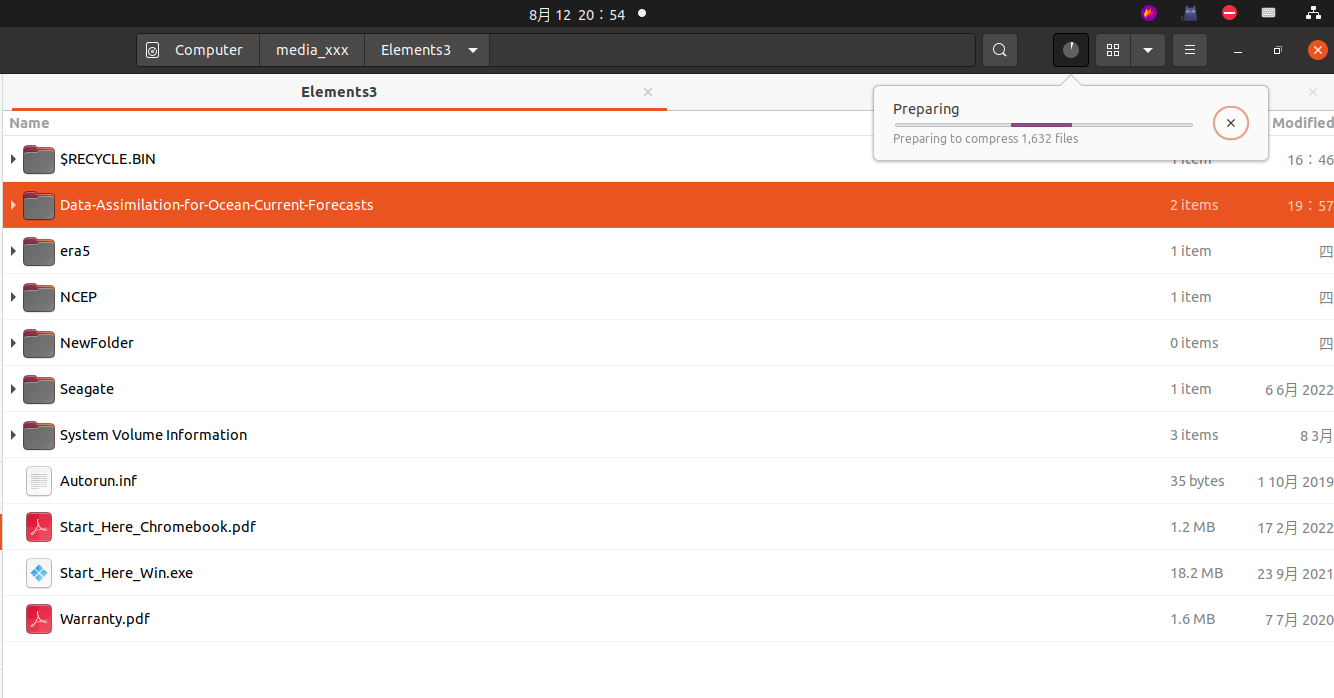 8月 12 20：54
Computer media_xxx Elements3
Elements3
Preparing
Preparing to compress 1,632 files
Name Modified
$RECYCLE.BIN 1 item 16：46
Data-Assimilation-for-Ocean-Current-Forecasts 2 items 19：57
era5 1 item 四
NCEP 1 item 四
NewFolder 0 items 四
Seagate 1 item 6 6月 2022
System Volume Information 3 items 8 3月
Autorun.inf 35 bytes 1 10月 2019
Start_Here_Chromebook.pdf 1.2 MB 17 2月 2022
Start_Here_Win.exe 18.2 MB 23 9月 2021
Warranty.pdf 1.6 MB 7 7月 2020